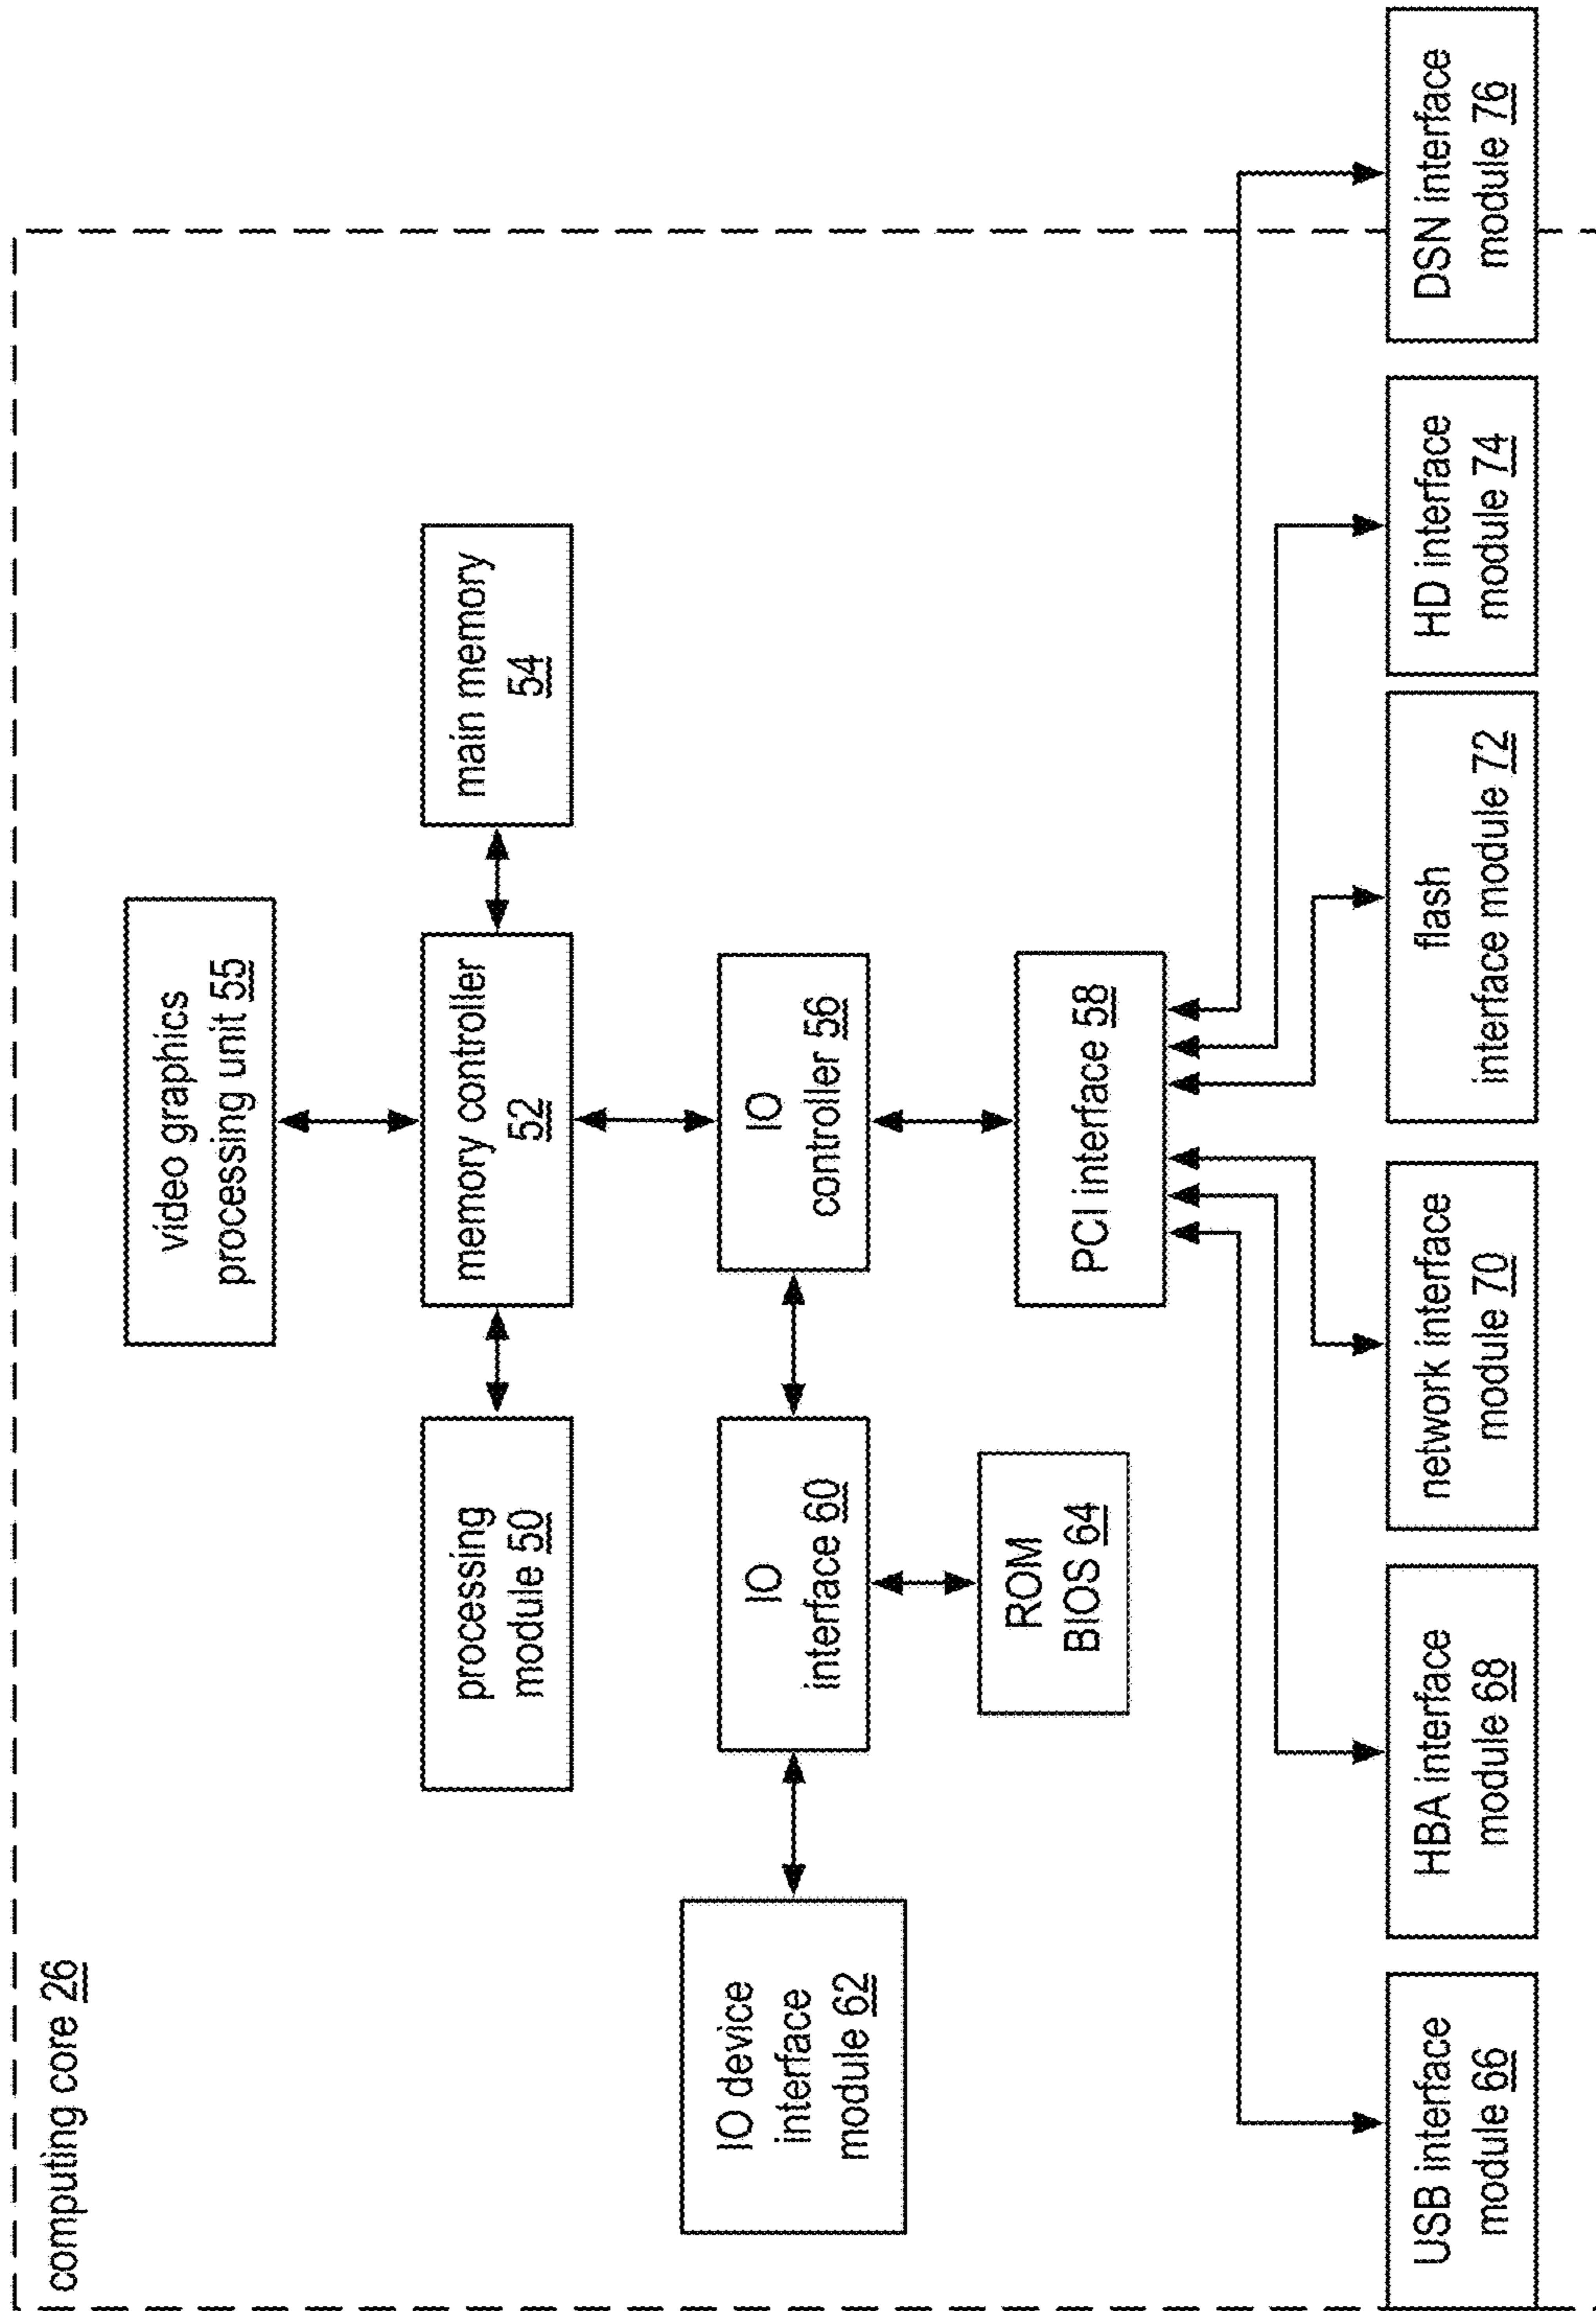 computing core 26
video graphics
processing unit 55
processing
module 50
memory controller
52
main memory
54
IO device
interface
module 62
IO
interface 60
IO
controller 56
ROM
BIOS 64
PCI interface 58
USB interface
module 66
HBA interface
module 68
network interface
module 70
flash
interface module 72
HD interface
module 74
DSN interface
module 76